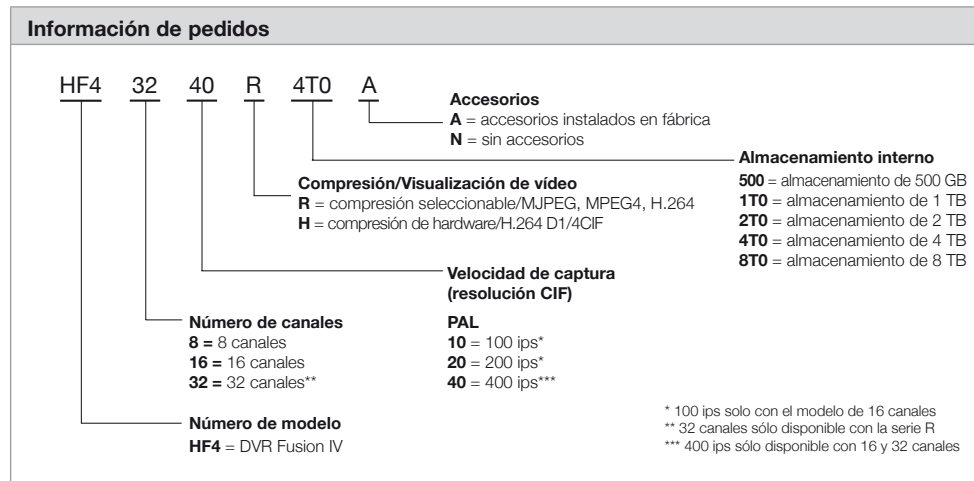 Información de pedidos
HF4 32 40 R 4T0 A
Accesorios
A = accesorios instalados en fábrica
N = sin accesorios
Almacenamiento interno
500 = almacenamiento de 500 GB
1T0 = almacenamiento de 1 TB
2T0 = almacenamiento de 2 TB
4T0 = almacenamiento de 4 TB
8T0 = almacenamiento de 8 TB
Compresión/Visualización de vídeo
R = compresión seleccionable/MJPEG, MPEG4, H.264
H = compresión de hardware/H.264 D1/4CIF
Velocidad de captura
(resolución CIF)
PAL
10 = 100 ips*
20 = 200 ips*
40 = 400 ips***
Número de canales
8 = 8 canales
16 = 16 canales
32 = 32 canales**
Número de modelo
HF4 = DVR Fusion IV
* 100 ips solo con el modelo de 16 canales
** 32 canales sólo disponible con la serie R
*** 400 ips sólo disponible con 16 y 32 canales